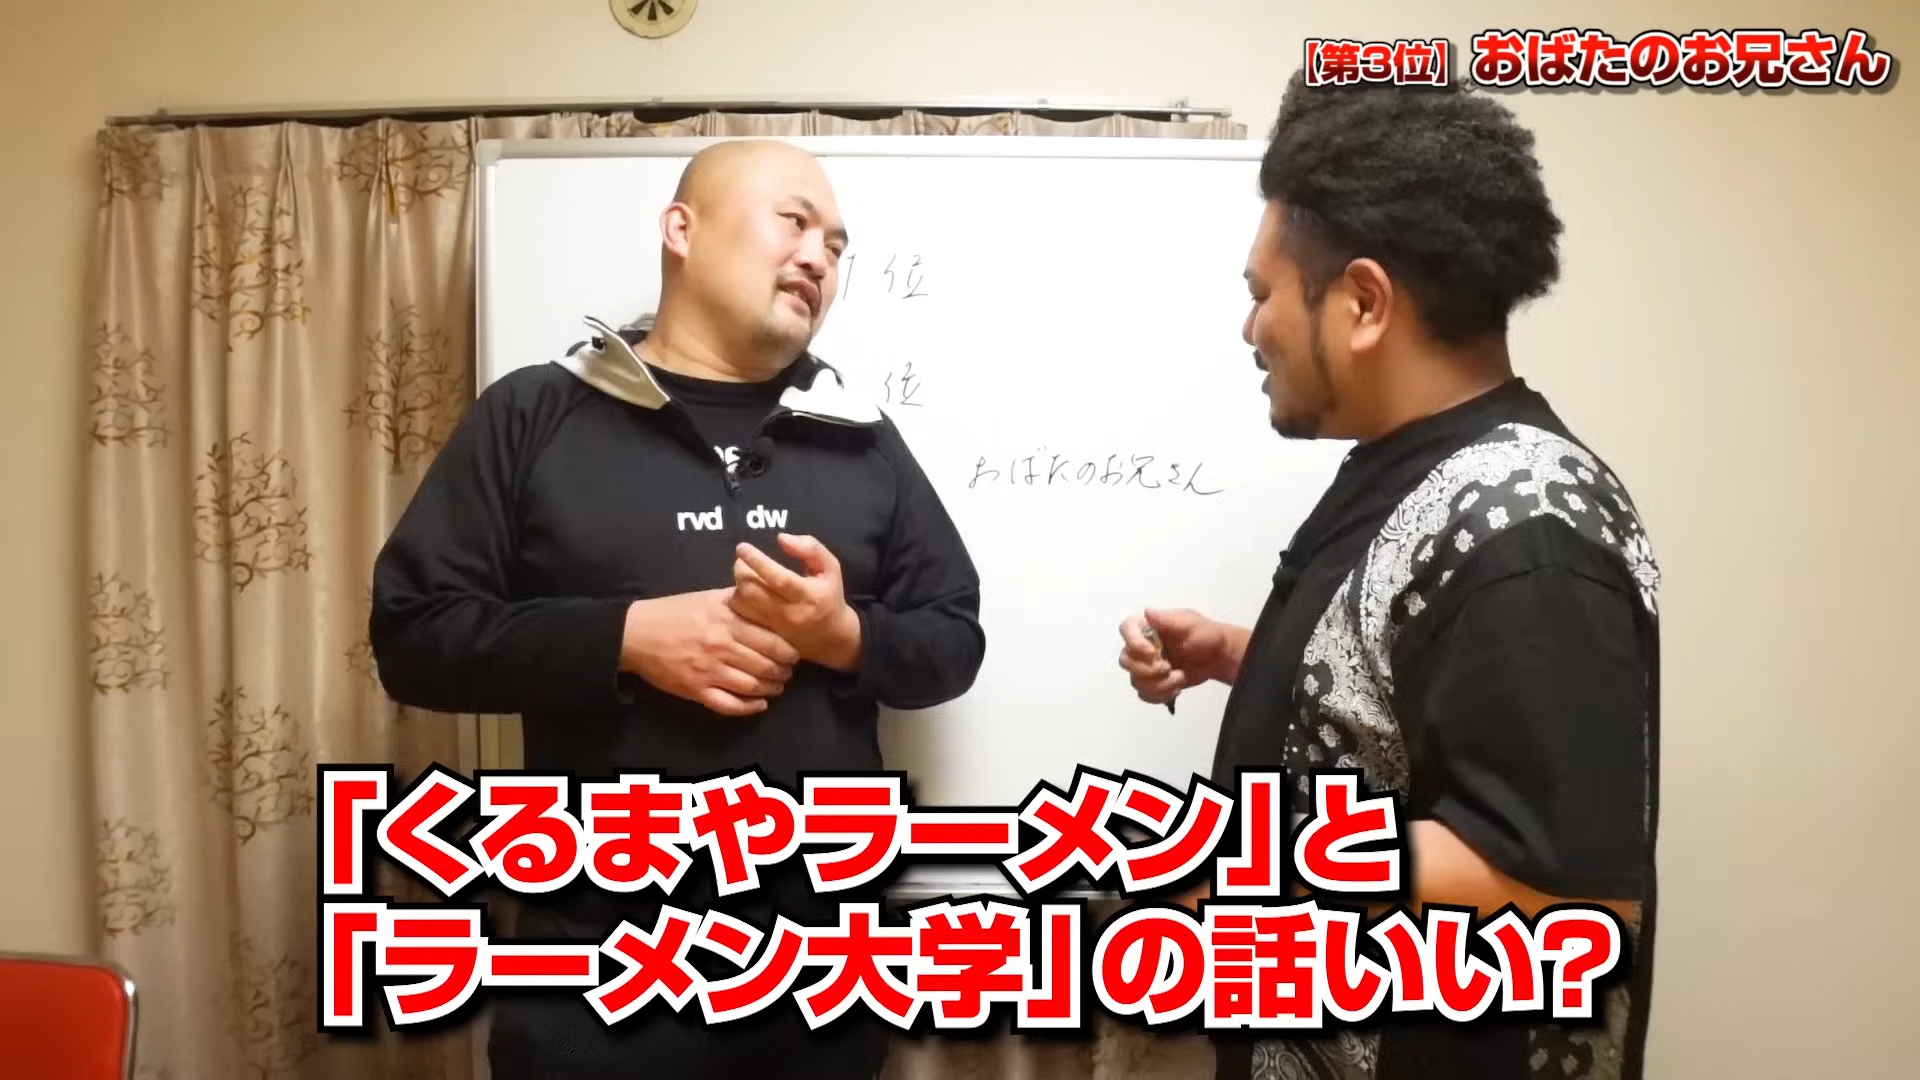 【第3位】おばたのお兄さん
1位
位
おばたのお兄さん
rvd dw
「くるまやラーメン」と
「ラーメン大学」の話いい?